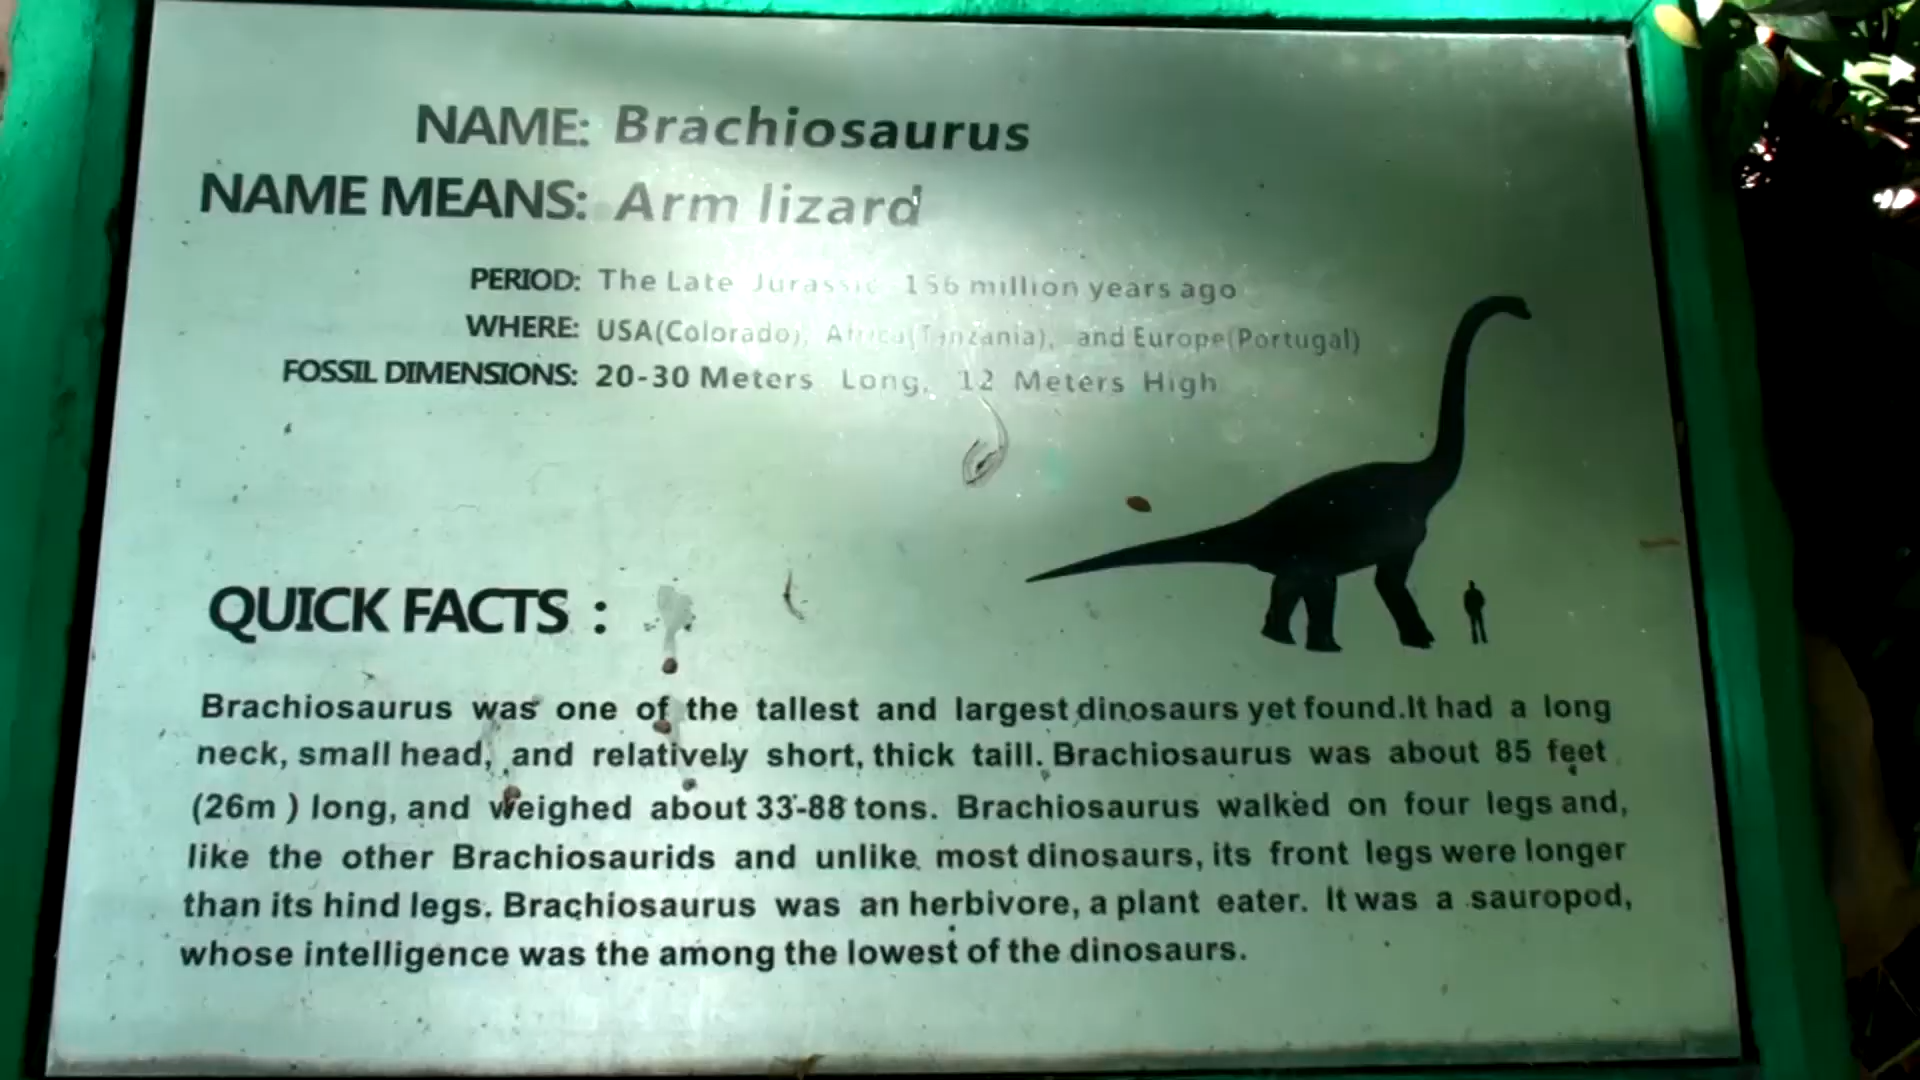 NAME: Brachiosaurus
NAME MEANS: Arm lizard
PERIOD: The Late Jurassic 156 million years ago
WHERE: USA(Colorado), Africa(Tanzania), and Europe(Portugal)
FOSSIL DIMENSIONS: 20-30 Meters Long, 12 Meters High
QUICK FACTS :
Brachiosaurus was one of the tallest and largest dinosaurs yet found.It had a long
neck, small head, and relatively short, thick taill. Brachiosaurus was about 85 feet
(26m ) long, and weighed about 33-88 tons. Brachiosaurus walked on four legs and,
like the other Brachiosaurids and unlike most dinosaurs, its front legs were longer
than its hind legs. Brachiosaurus was an herbivore, a plant eater. It was a sauropod,
whose intelligence was the among the lowest of the dinosaurs.